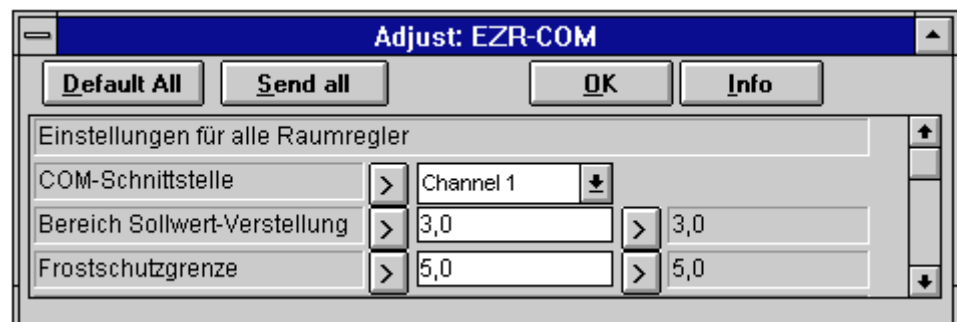 Adjust: EZR-COM
Default All Send all OK Info
Einstellungen für alle Raumregler
COM-Schnittstelle > Channel 1
Bereich Sollwert-Verstellung > 3,0 > 3,0
Frostschutzgrenze > 5,0 > 5,0